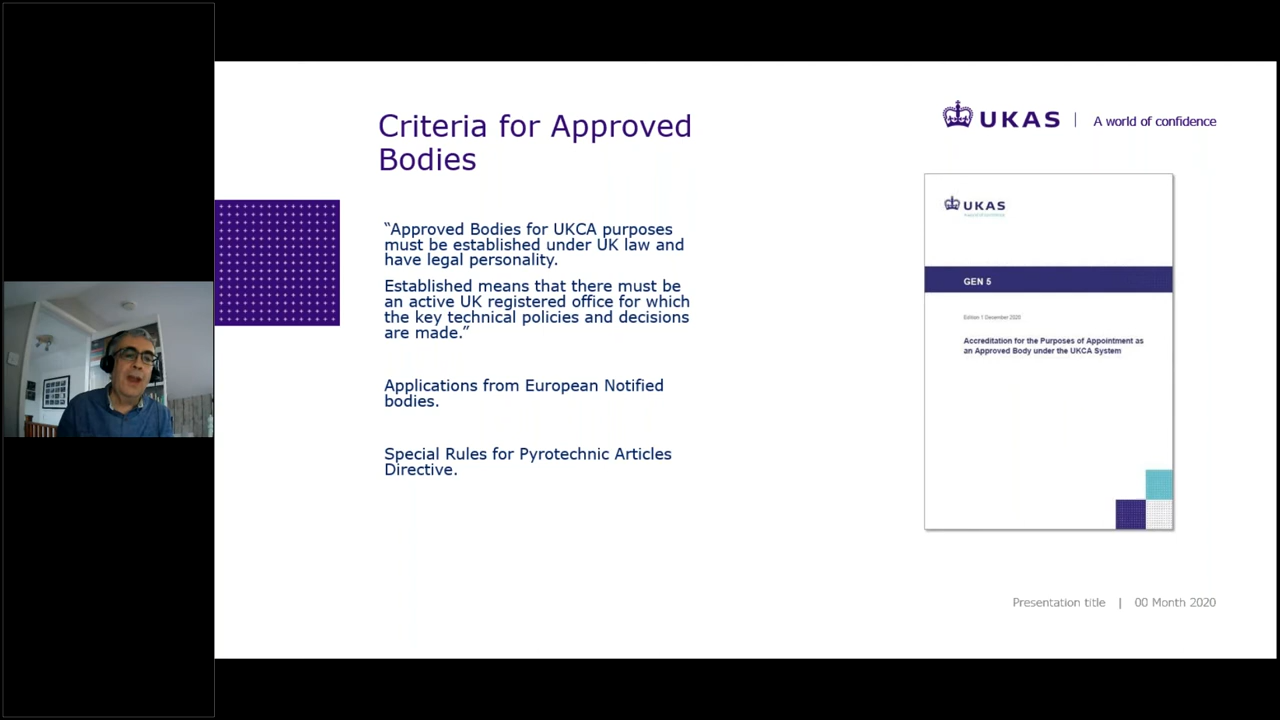 Criteria for Approved
Bodies
UKAS | A world of confidence
“Approved Bodies for UKCA purposes
must be established under UK law and
have legal personality.
Established means that there must be
an active UK registered office for which
the key technical policies and decisions
are made.”
Applications from European Notified
bodies.
Special Rules for Pyrotechnic Articles
Directive.
UKAS
GEN 5
Edition 1 December 2020
Accreditation for the Purposes of Appointment as
an Approved Body under the UKCA System
Presentation title | 00 Month 2020